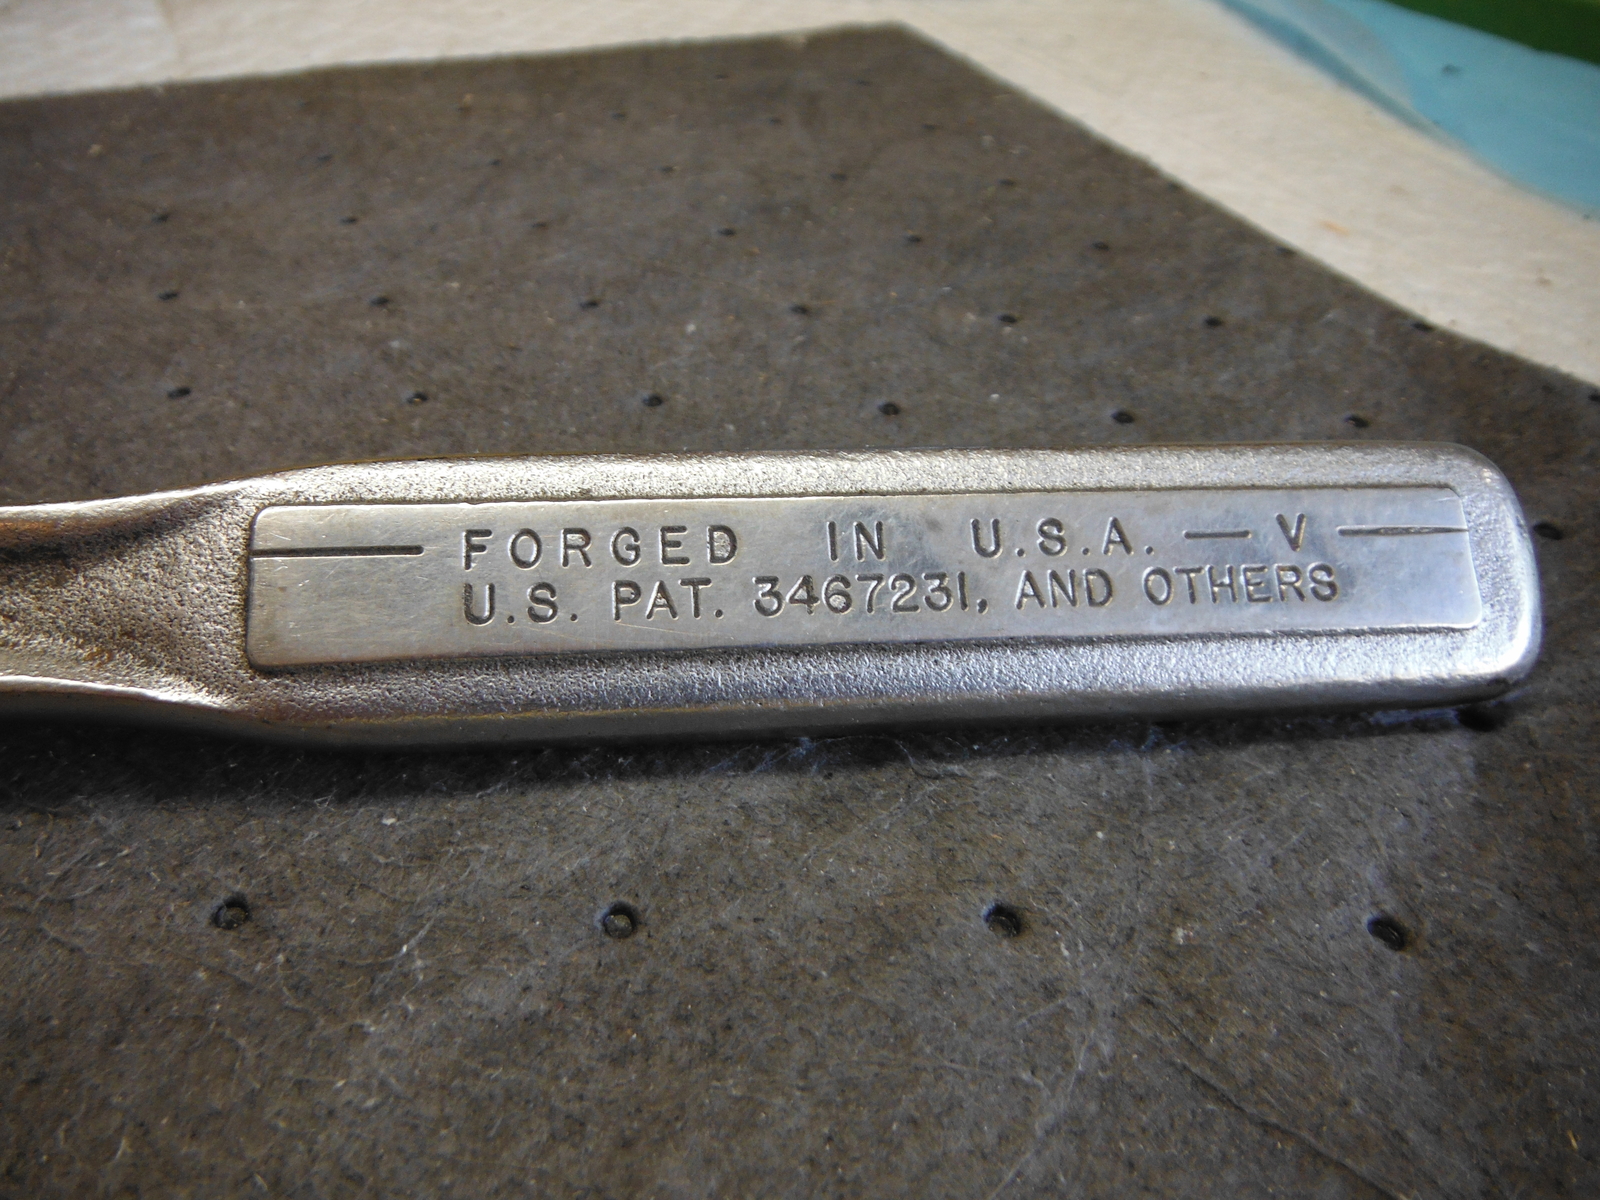 FORGED IN U.S.A. — V —
U.S. PAT. 3467231, AND OTHERS